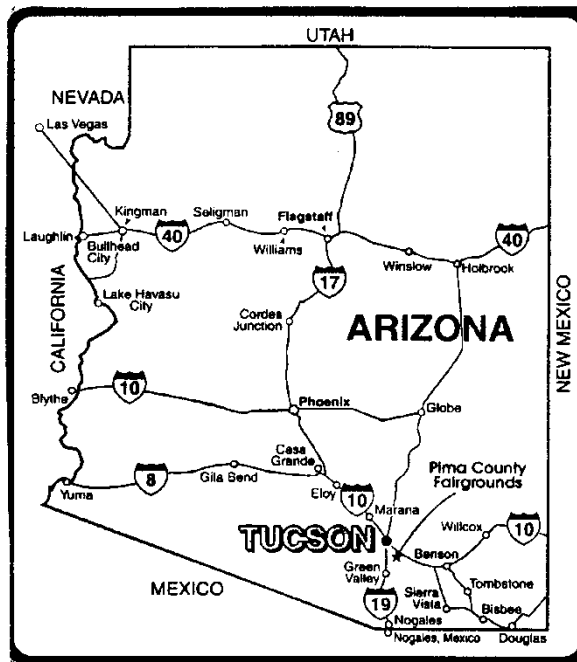 UTAH
NEVADA
Las Vegas
89
Kingman
Seligman
Flagstaff
Laughlin
Bullhead
City
40
Williams
Winslow
40
Holbrook
17
CALIFORNIA
Lake Havasu
City
Cordes
Junction
ARIZONA
NEW MEXICO
Blythe
10
Phoenix
Globe
Casa
Grande
Pima County
Fairgrounds
Yuma
8
Gila Bend
Eloy
10
Marana
Willcox
10
TUCSON
Benson
Green
Valley
MEXICO
Tombstone
Sierra
Vista
19
Bisbee
Nogales
Nogales, Mexico
Douglas